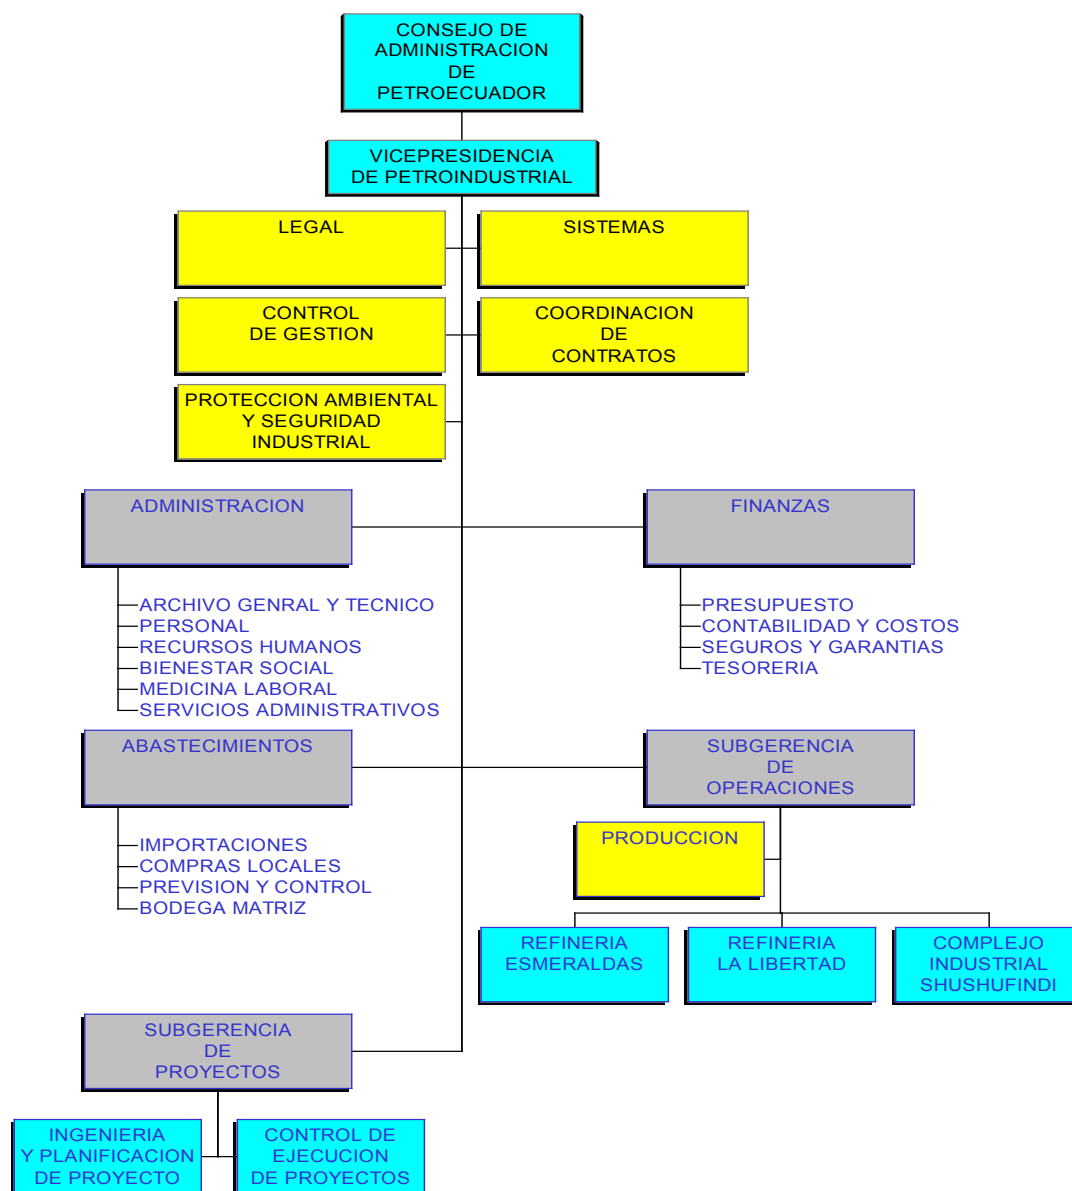 CONSEJO DE
ADMINISTRACION
DE
PETROECUADOR
VICEPRESIDENCIA
DE PETROINDUSTRIAL
LEGAL
SISTEMAS
CONTROL
DE GESTION
COORDINACION
DE
CONTRATOS
PROTECCION AMBIENTAL
Y SEGURIDAD
INDUSTRIAL
ADMINISTRACION
ARCHIVO GENRAL Y TECNICO
PERSONAL
RECURSOS HUMANOS
BIENESTAR SOCIAL
MEDICINA LABORAL
SERVICIOS ADMINISTRATIVOS
FINANZAS
PRESUPUESTO
CONTABILIDAD Y COSTOS
SEGUROS Y GARANTIAS
TESORERIA
ABASTECIMIENTOS
IMPORTACIONES
COMPRAS LOCALES
PREVISION Y CONTROL
BODEGA MATRIZ
SUBGERENCIA
DE
OPERACIONES
PRODUCCION
REFINERIA
ESMERALDAS
REFINERIA
LA LIBERTAD
COMPLEJO
INDUSTRIAL
SHUSHUFINDI
SUBGERENCIA
DE
PROYECTOS
INGENIERIA
Y PLANIFICACION
DE PROYECTO
CONTROL DE
EJECUCION
DE PROYECTOS